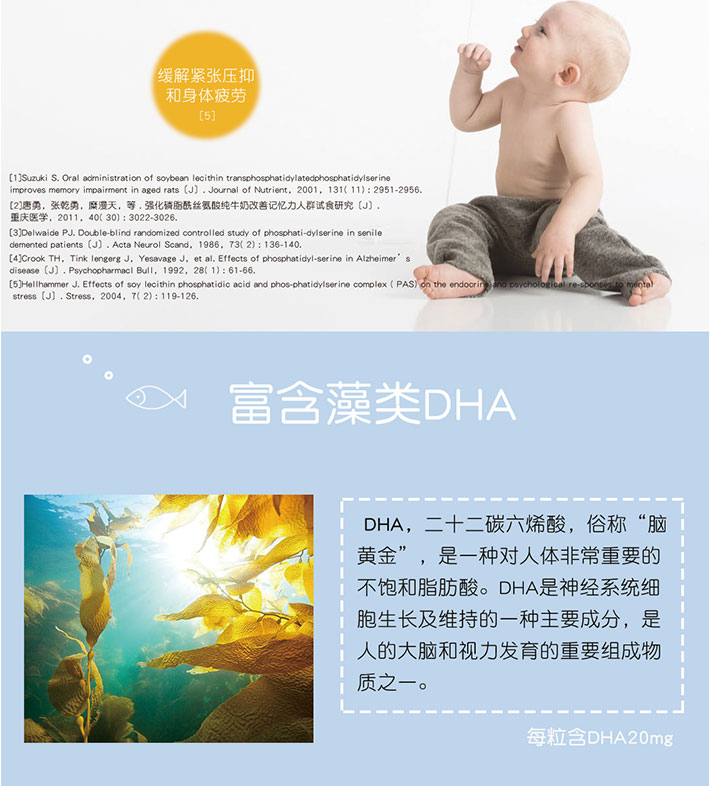 缓解紧张压抑
和身体疲劳
[5]
[1]Suzuki S. Oral administration of soybean lecithin transphosphatidylatedphosphatidylserine
improves memory impairment in aged rats〔J〕. Journal of Nutrient, 2001, 131( 11) : 2951-2956.
[2]唐勇，张乾勇，糜漫天，等 . 强化磷脂酰丝氨酸纯牛奶改善记忆力人群试食研究〔J〕.
重庆医学，2011，40( 30) : 3022-3026.
[3]Delwaide PJ. Double-blind randomized controlled study of phosphati-dylserine in senile
demented patients〔J〕. Acta Neurol Scand, 1986, 73( 2) : 136-140.
[4]Crook TH, Tink lengerg J, Yesavage J, et al. Effects of phosphatidyl-serine in Alzheimer’s
disease〔J〕. Psychopharmacl Bull, 1992, 28( 1) : 61-66.
[5]Hellhammer J. Effects of soy lecithin phosphatidic acid and phos-phatidylserine complex ( PAS) on the endocrine and psychological re-sponses to mental
stress〔J〕. Stress, 2004, 7( 2) : 119-126.
富含藻类DHA
DHA，二十二碳六烯酸，俗称“脑
黄金”，是一种对人体非常重要的
不饱和脂肪酸。DHA是神经系统细
胞生长及维持的一种主要成分，是
人的大脑和视力发育的重要组成物
质之一。
每粒含DHA20mg